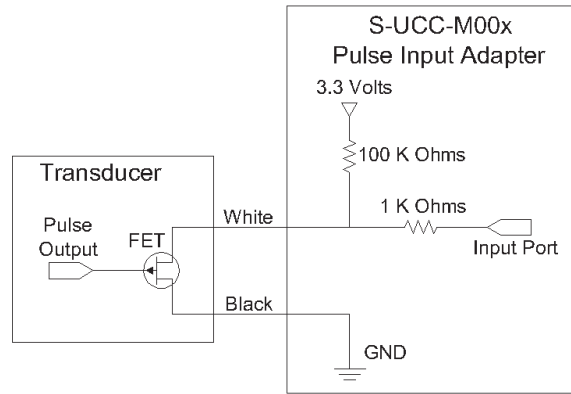 S-UCC-M00x
Pulse Input Adapter
3.3 Volts
100 K Ohms
Transducer
1 K Ohms
White
Pulse
Output
FET
Input Port
Black
GND